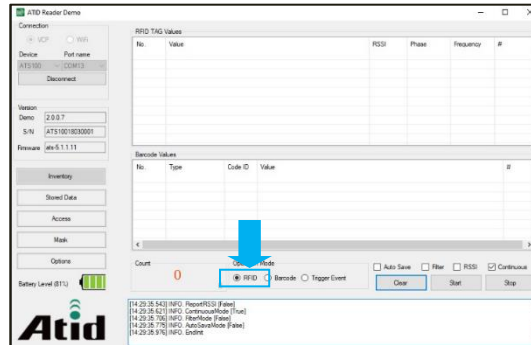 ATID Reader Demo
Connection
VCP WiFi
Device Port name
ATS100 COM13
Disconnect
Version
Demo 2.0.0.7
S/N ATS10018030001
Firmware ats-5.1.1.11
Inventory
Stored Data
Access
Mask
Options
Battery Level (81%)
Atid
RFID TAG Values
No. Value RSSI Phase Frequency #
Barcode Values
No. Type Code ID Value #
Count
0
Mode
RFID Barcode Tegger Event
Auto Save Filter RSSI Continuous
Clear Start Stop
[14:29:35.543] INFO. ReportRSSI [False]
[14:29:35.621] INFO. ContinuousMode [True]
[14:29:35.706] INFO. FilterMode [False]
[14:29:35.775] INFO. AutoSaveMode [False]
[14:29:35.976] INFO. EndInit